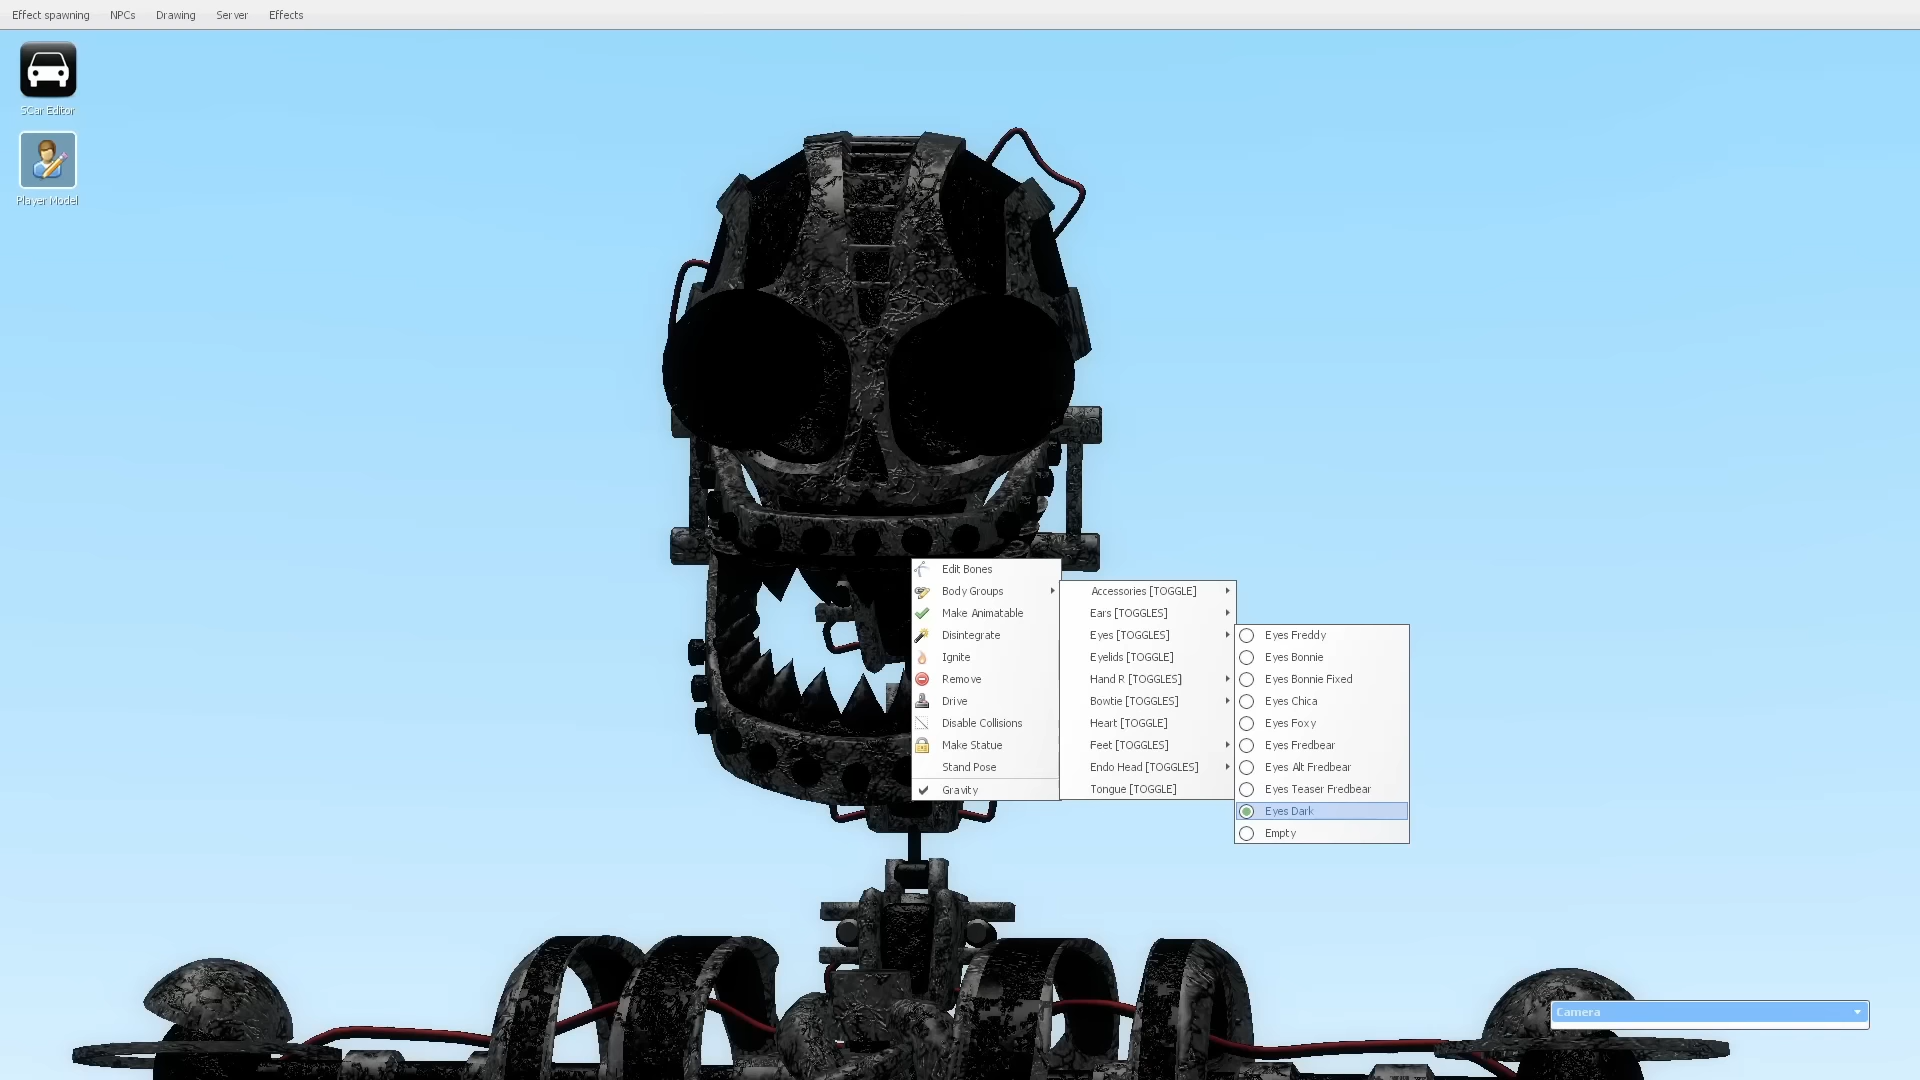 Effect spawning NPCs Drawing Server Effects
SCar Editor
Player Model
Edit Bones
Body Groups
Make Animatable
Disintegrate
Ignite
Remove
Drive
Disable Collisions
Make Statue
Stand Pose
Gravity
Accessories [TOGGLE]
Ears [TOGGLES]
Eyes [TOGGLES]
Eyelids [TOGGLE]
Hand R [TOGGLES]
Bowtie [TOGGLES]
Heart [TOGGLE]
Feet [TOGGLES]
Endo Head [TOGGLES]
Tongue [TOGGLE]
Eyes Freddy
Eyes Bonnie
Eyes Bonnie Fixed
Eyes Chica
Eyes Foxy
Eyes Fredbear
Eyes Alt Fredbear
Eyes Teaser Fredbear
Eyes Dark
Empty
Camera